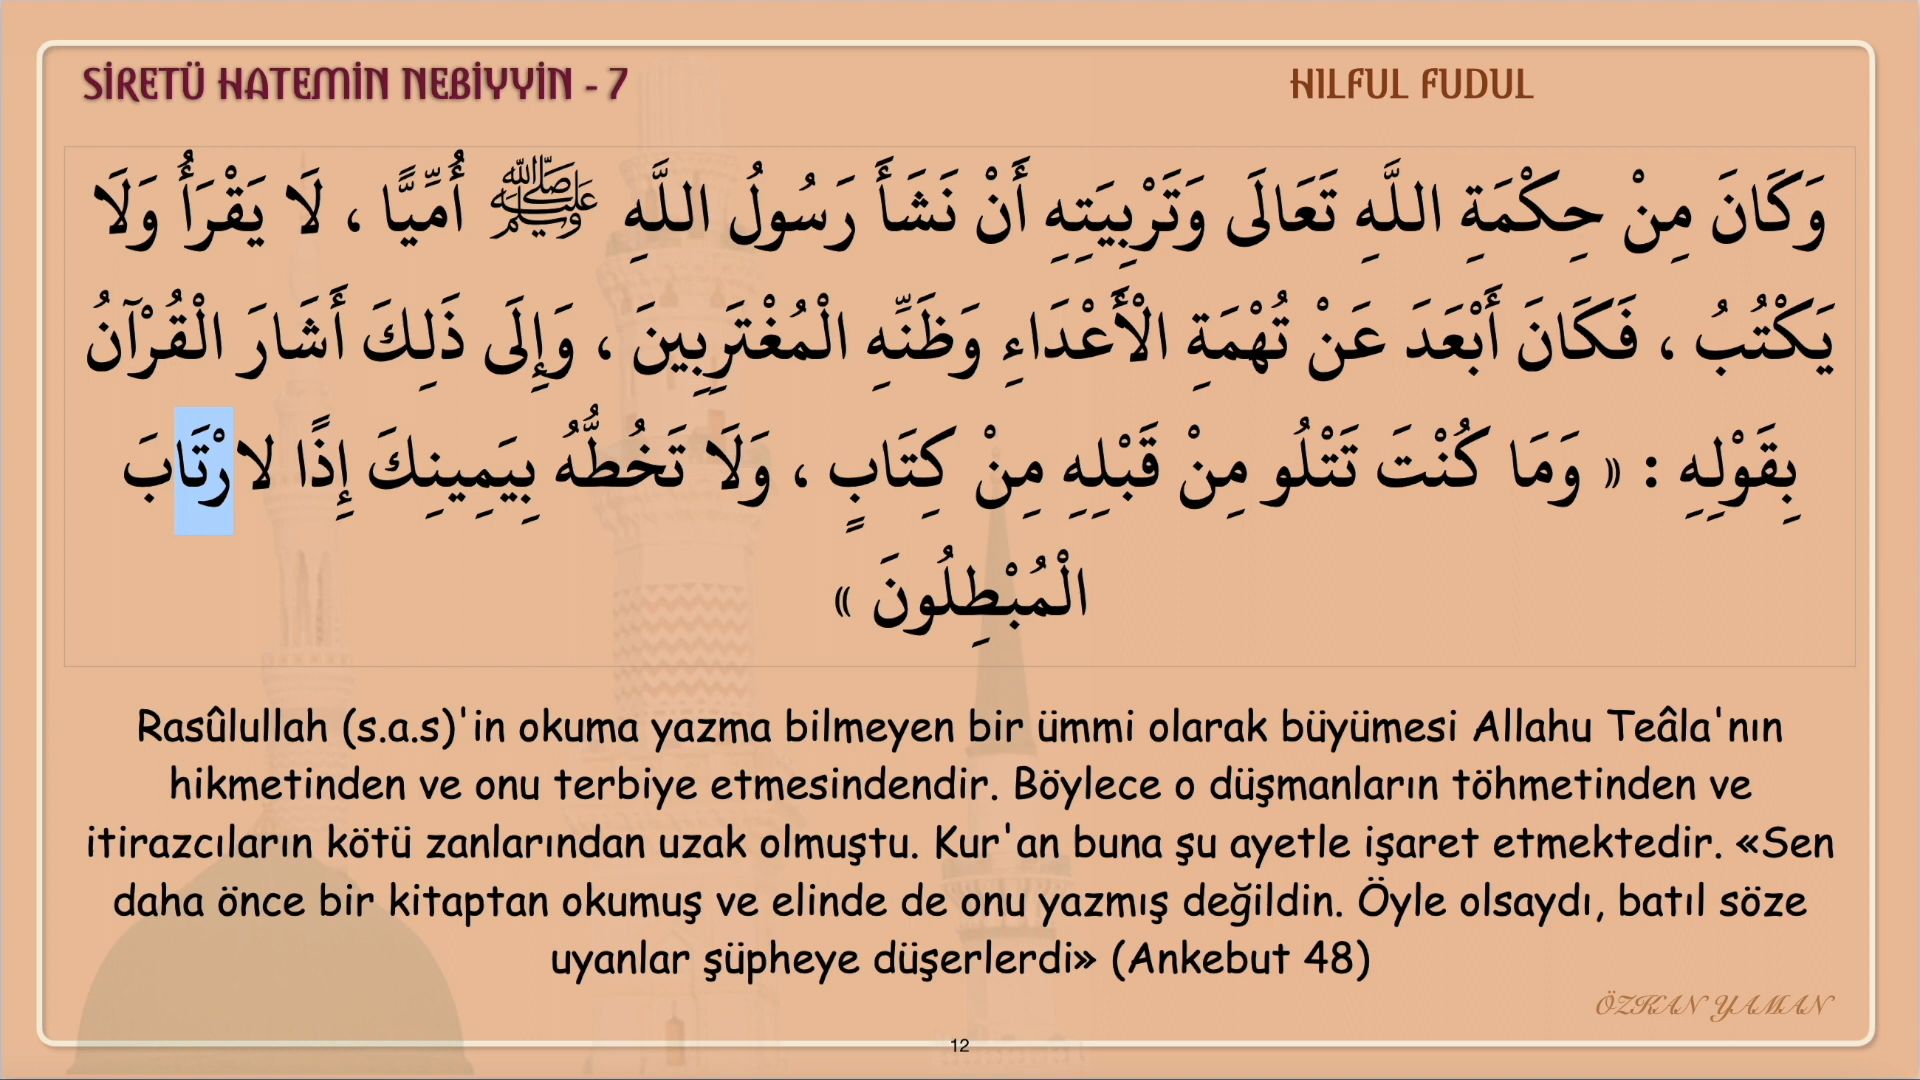 SİRETÜ HATEMİN NEBİYYİN - 7
HILFUL FUDUL
وَكَانَ مِنْ حِكْمَةِ اللَّهِ تَعَالَى وَتَرْبِيَتِهِ أَنْ نَشَأَ رَسُولُ اللَّهِ ﷺ أُمِّيًّا ، لَا يَقْرَأُ وَلَا
يَكْتُبُ ، فَكَانَ أَبْعَدَ عَنْ تُهْمَةِ الْأَعْدَاءِ وَظَنِّهِ الْمُغْتَرِبِينَ ، وَإِلَى ذَلِكَ أَشَارَ الْقُرْآنُ
بِقَوْلِهِ : « وَمَا كُنْتَ تَتْلُو مِنْ قَبْلِهِ مِنْ كِتَابٍ ، وَلَا تَخُطُّهُ بِيَمِينِكَ إِذًا لارْتَابَ
الْمُبْطِلُونَ »
Rasûlullah (s.a.s)'in okuma yazma bilmeyen bir ümmi olarak büyümesi Allahu Teâla'nın
hikmetinden ve onu terbiye etmesindendir. Böylece o düşmanların töhmetinden ve
itirazcıların kötü zanlarından uzak olmuştu. Kur'an buna şu ayetle işaret etmektedir. «Sen
daha önce bir kitaptan okumuş ve elinde de onu yazmış değildin. Öyle olsaydı, batıl söze
uyanlar şüpheye düşerlerdi» (Ankebut 48)
ÖZKAN YAMAN
12